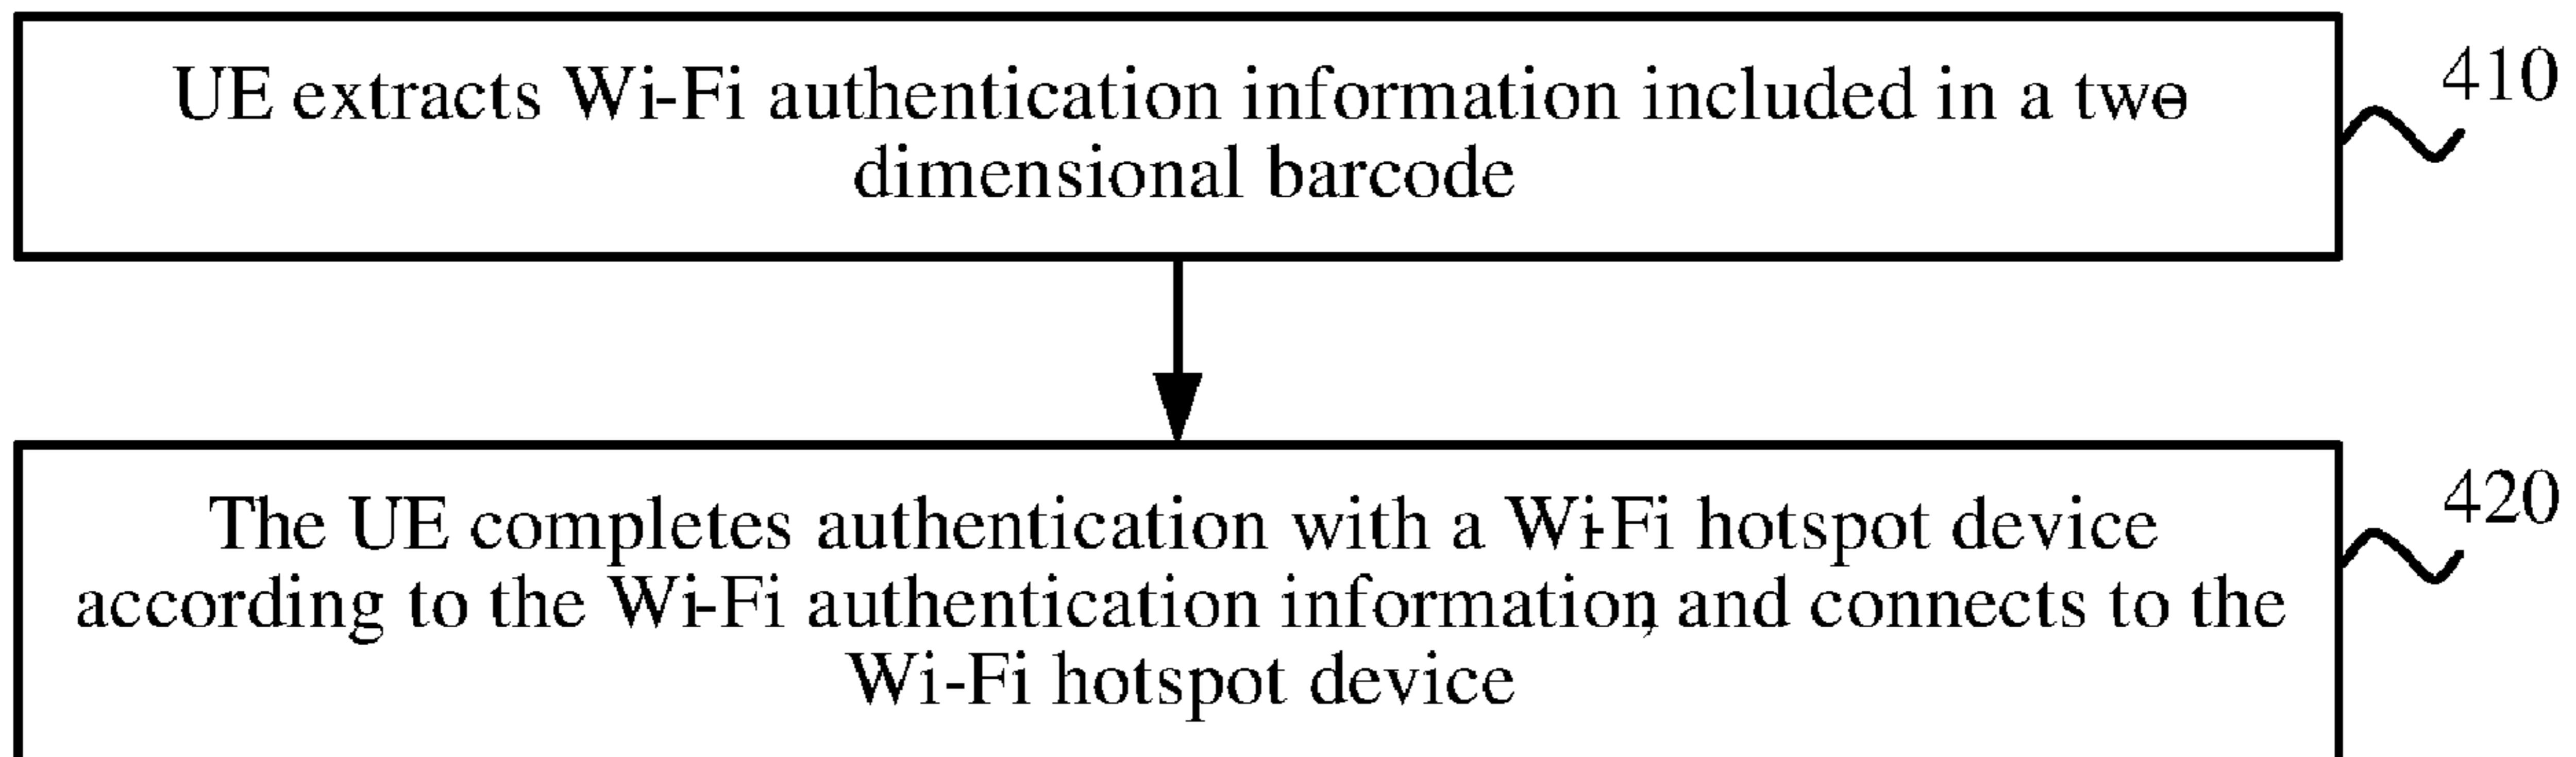 UE extracts Wi-Fi authentication information included in a two-
dimensional barcode
410
The UE completes authentication with a Wi-Fi hotspot device
according to the Wi-Fi authentication information, and connects to the
Wi-Fi hotspot device
420